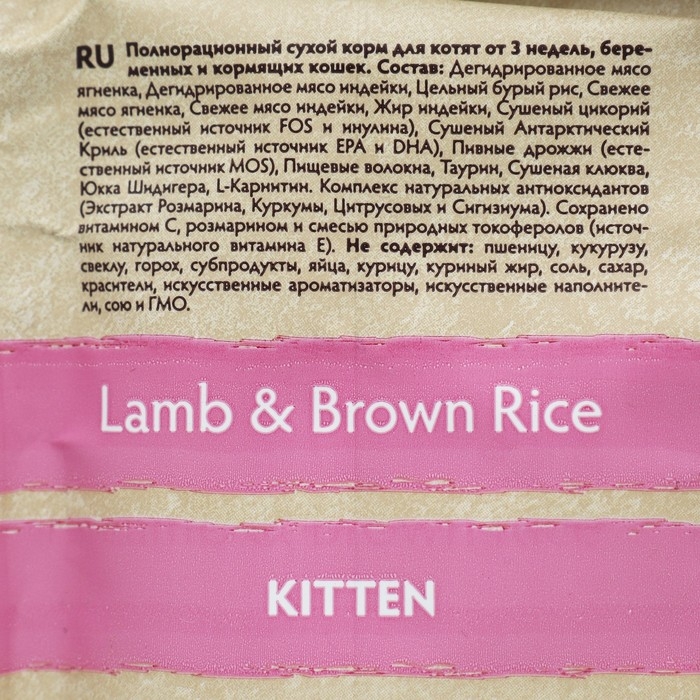 RU Полнорационный сухой корм для котят от 3 недель, бере-
менных и кормящих кошек. Состав: Дегидрированное мясо
ягненка, Дегидрированное мясо индейки, Цельный бурый рис, Свежее
мясо ягненка, Свежее мясо индейки, Жир индейки, Сушеный цикорий
(естественный источник FOS и инулина), Сушеный Антарктический
Криль (естественный источник EPA и DHA), Пивные дрожжи (есте-
ственный источник MOS), Пищевые волокна, Таурин, Сушеная клюква,
Юкка Шидигера, L-Карнитин. Комплекс натуральных антиоксидантов
(Экстракт Розмарина, Куркумы, Цитрусовых и Сигизиума). Сохранено
витамином С, розмарином и смесью природных токоферолов (источ-
ник натурального витамина Е). Не содержит: пшеницу, кукурузу,
свеклу, горох, субпродукты, яйца, курицу, куриный жир, соль, сахар,
красители, искусственные ароматизаторы, искусственные наполните-
ли, сою и ГМО.
Lamb & Brown Rice
KITTEN